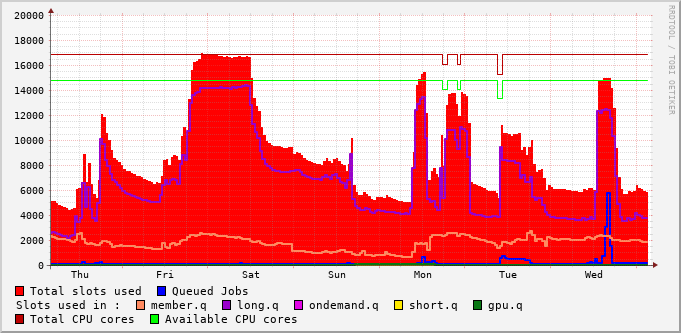 20000
18000
16000
14000
12000
10000
8000
6000
4000
2000
0
Thu Fri Sat Sun Mon Tue Wed
RRDTOOL / TOBI OETIKER
Total slots used Queued Jobs
Slots used in : member.q long.q ondemand.q short.q gpu.q
Total CPU cores Available CPU cores